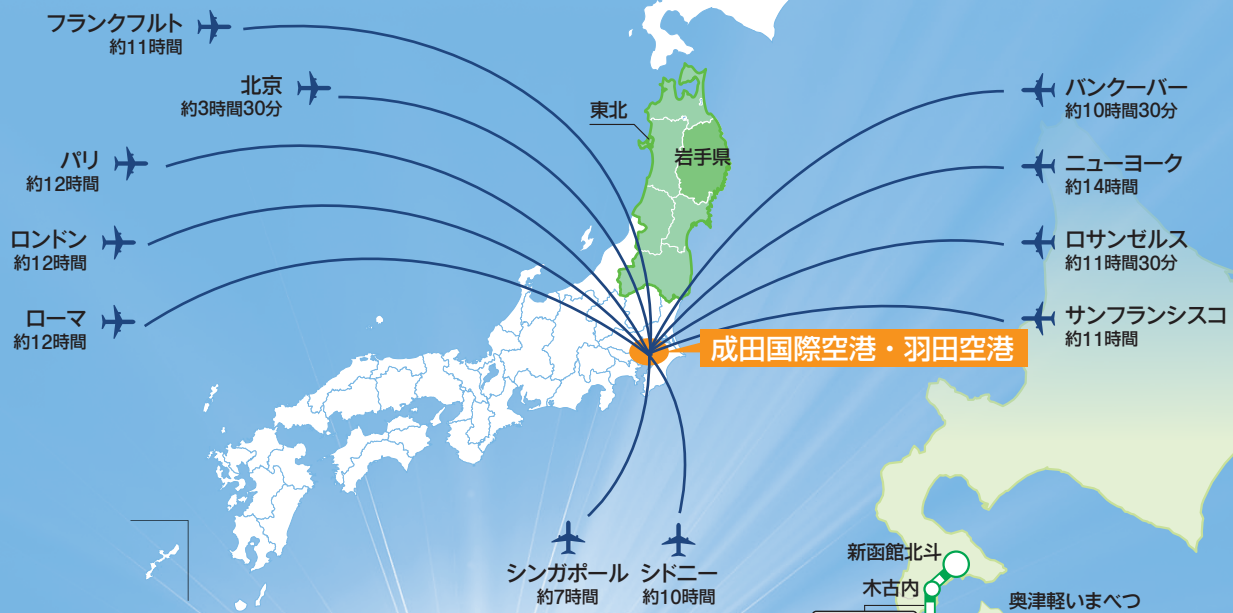 フランクフルト
約11時間
北京
約3時間30分
パリ
約12時間
ロンドン
約12時間
ローマ
約12時間
東北
岩手県
バンクーバー
約10時間30分
ニューヨーク
約14時間
ロサンゼルス
約11時間30分
サンフランシスコ
約11時間
成田国際空港・羽田空港
シンガポール
約7時間
シドニー
約10時間
新函館北斗
木古内
奥津軽いまべつ